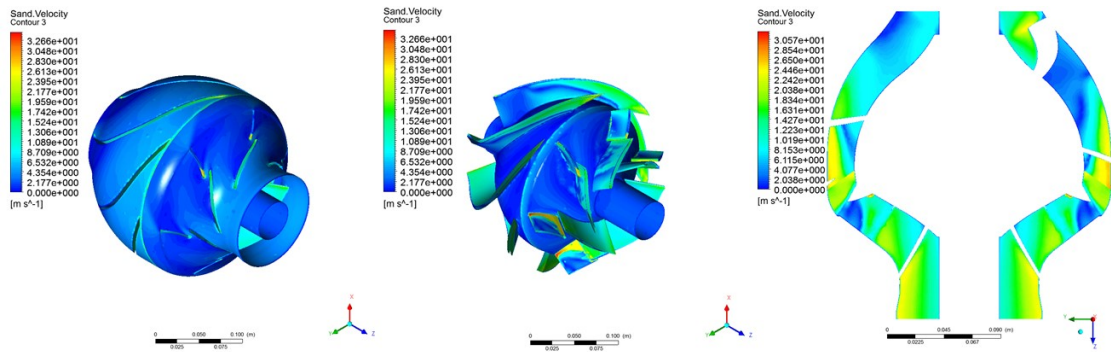 Sand.Velocity
Contour 3
3.266e+001
3.048e+001
2.830e+001
2.613e+001
2.395e+001
2.177e+001
1.959e+001
1.742e+001
1.524e+001
1.306e+001
1.089e+001
8.709e+000
6.532e+000
4.354e+000
2.177e+000
0.000e+000
[m s^-1]
X
Y
Z
0 0.050 0.100 (m)
0.025 0.075
Sand.Velocity
Contour 3
3.266e+001
3.048e+001
2.830e+001
2.613e+001
2.395e+001
2.177e+001
1.959e+001
1.742e+001
1.524e+001
1.306e+001
1.089e+001
8.709e+000
6.532e+000
4.354e+000
2.177e+000
0.000e+000
[m s^-1]
X
Y
Z
0 0.050 0.100 (m)
0.025 0.075
Sand.Velocity
Contour 3
3.057e+001
2.854e+001
2.650e+001
2.446e+001
2.242e+001
2.038e+001
1.834e+001
1.631e+001
1.427e+001
1.223e+001
1.019e+001
8.153e+000
6.115e+000
4.077e+000
2.038e+000
0.000e+000
[m s^-1]
Y
X
Z
0 0.045 0.090 (m)
0.0225 0.067